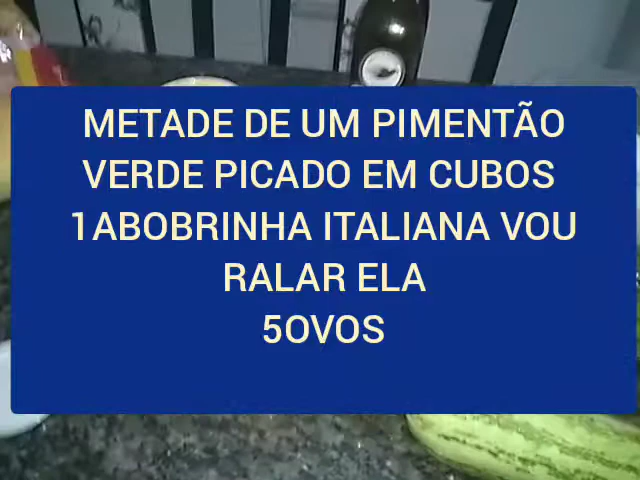 METADE DE UM PIMENTÃO
VERDE PICADO EM CUBOS
1ABOBRINHA ITALIANA VOU
RALAR ELA
5OVOS